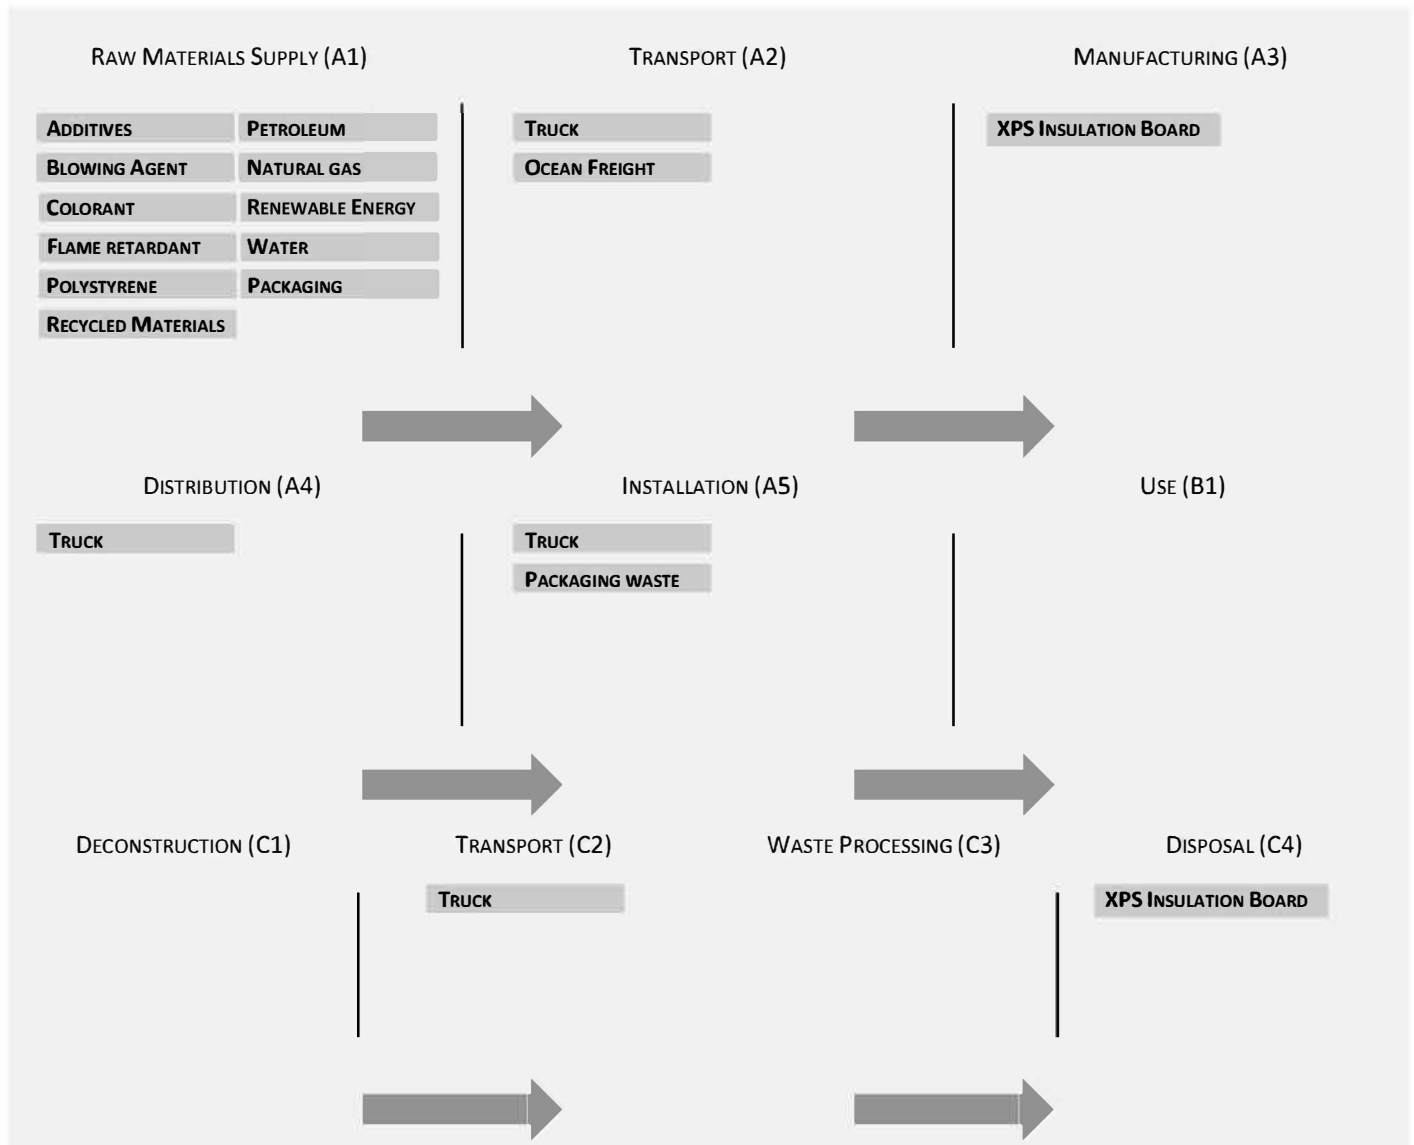 RAW MATERIALS SUPPLY (A1)
TRANSPORT (A2)
MANUFACTURING (A3)
ADDITIVES
PETROLEUM
BLOWING AGENT
NATURAL GAS
COLORANT
RENEWABLE ENERGY
FLAME RETARDANT
WATER
POLYSTYRENE
PACKAGING
RECYCLED MATERIALS
TRUCK
OCEAN FREIGHT
XPS INSULATION BOARD
DISTRIBUTION (A4)
INSTALLATION (A5)
USE (B1)
TRUCK
TRUCK
PACKAGING WASTE
DECONSTRUCTION (C1)
TRANSPORT (C2)
WASTE PROCESSING (C3)
DISPOSAL (C4)
TRUCK
XPS INSULATION BOARD